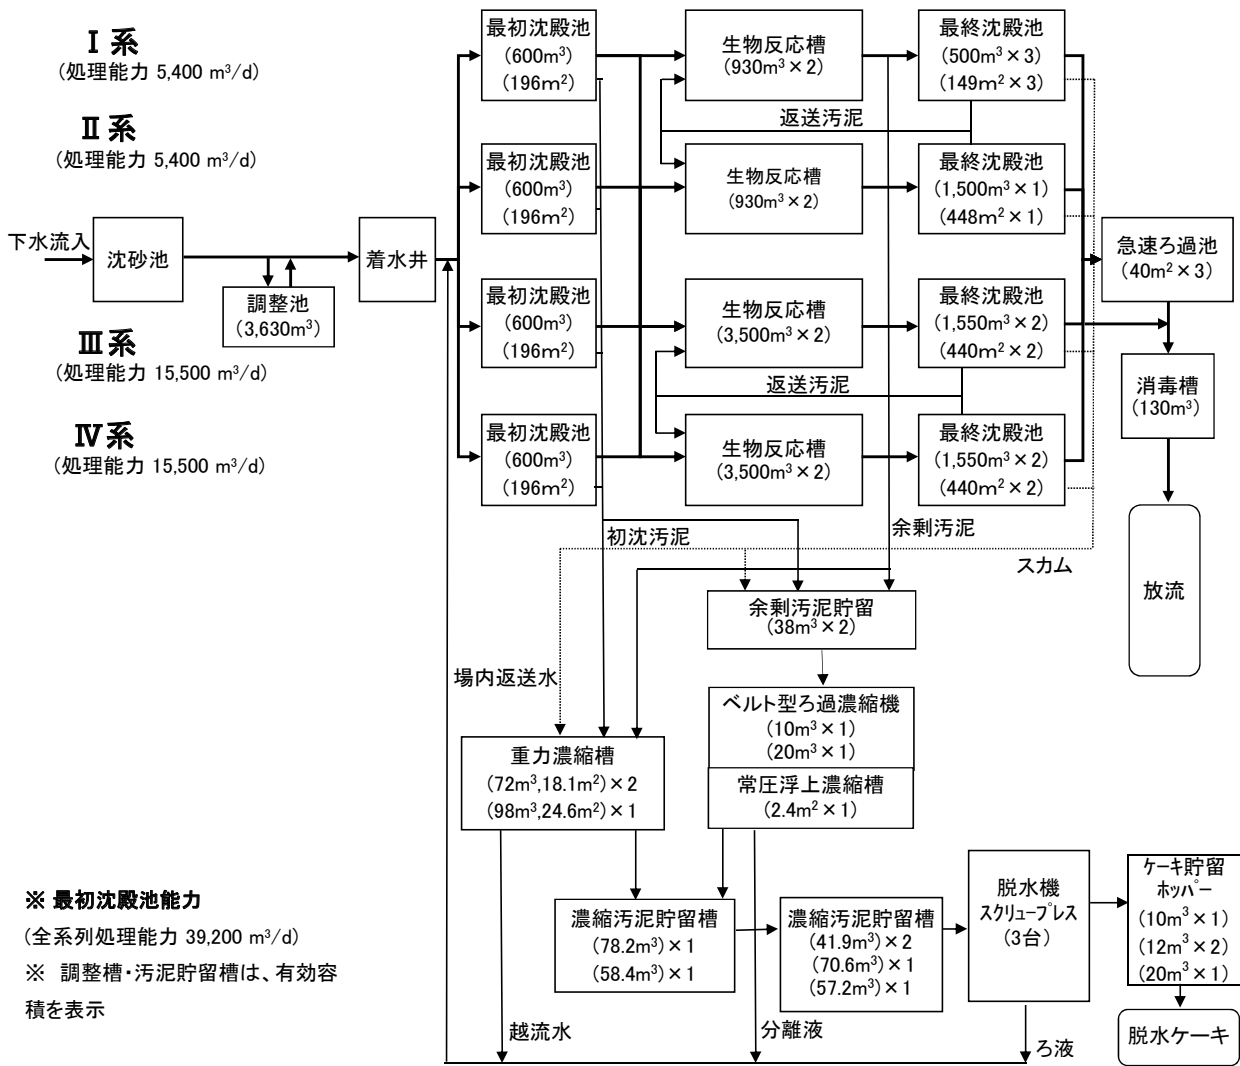 Ⅰ系
(処理能力 5,400 m³/d)
Ⅱ系
(処理能力 5,400 m³/d)
Ⅲ系
(処理能力 15,500 m³/d)
Ⅳ系
(処理能力 15,500 m³/d)
下水流入
沈砂池
調整池
(3,630m³)
着水井
最初沈殿池
(600m³)
(196m²)
生物反応槽
(930m³×2)
最終沈殿池
(500m³×3)
(149m²×3)
返送汚泥
最初沈殿池
(600m³)
(196m²)
生物反応槽
(930m³×2)
最終沈殿池
(1,500m³×1)
(448m²×1)
最初沈殿池
(600m³)
(196m²)
生物反応槽
(3,500m³×2)
最終沈殿池
(1,550m³×2)
(440m²×2)
返送汚泥
最初沈殿池
(600m³)
(196m²)
生物反応槽
(3,500m³×2)
最終沈殿池
(1,550m³×2)
(440m²×2)
急速ろ過池
(40m²×3)
消毒槽
(130m³)
放流
初沈汚泥
余剰汚泥
スカム
余剰汚泥貯留
(38m³×2)
場内返送水
ベルト型ろ過濃縮機
(10m³×1)
(20m³×1)
重力濃縮槽
(72m³,18.1m²)×2
(98m³,24.6m²)×1
常圧浮上濃縮槽
(2.4m²×1)
濃縮汚泥貯留槽
(78.2m³)×1
(58.4m³)×1
濃縮汚泥貯留槽
(41.9m³)×2
(70.6m³)×1
(57.2m³)×1
脱水機
スクリュープレス
(3台)
ケーキ貯留
ホッパー
(10m³×1)
(12m³×2)
(20m³×1)
脱水ケーキ
越流水
分離液
ろ液
※ 最初沈殿池能力
(全系列処理能力 39,200 m³/d)
※ 調整槽・汚泥貯留槽は、有効容
積を表示